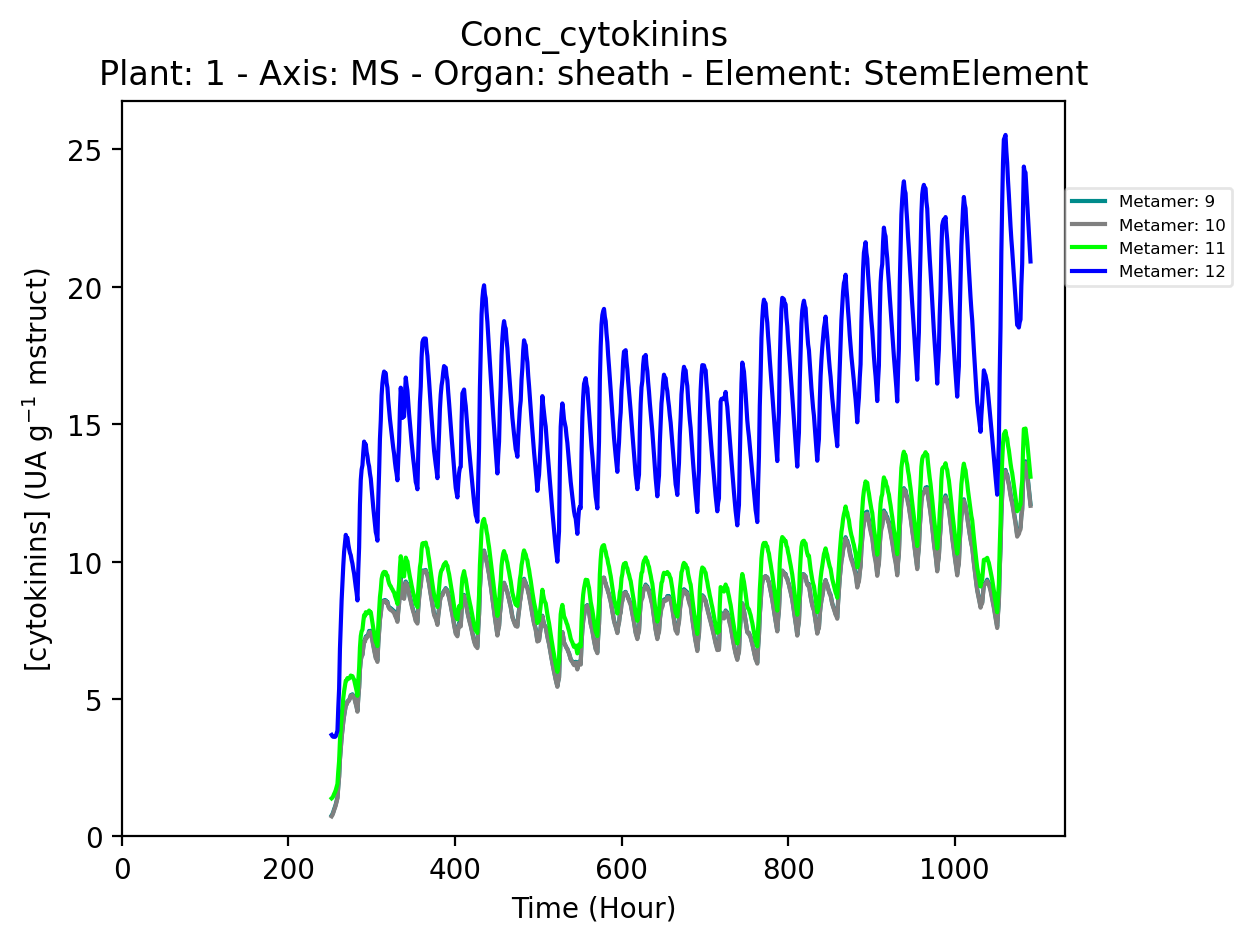 Conc_cytokinins
Plant: 1 - Axis: MS - Organ: sheath - Element: StemElement
25
20
15
10
5
0
[cytokinins] (UA g⁻¹ mstruct)
0 200 400 600 800 1000
Time (Hour)
Metamer: 9
Metamer: 10
Metamer: 11
Metamer: 12